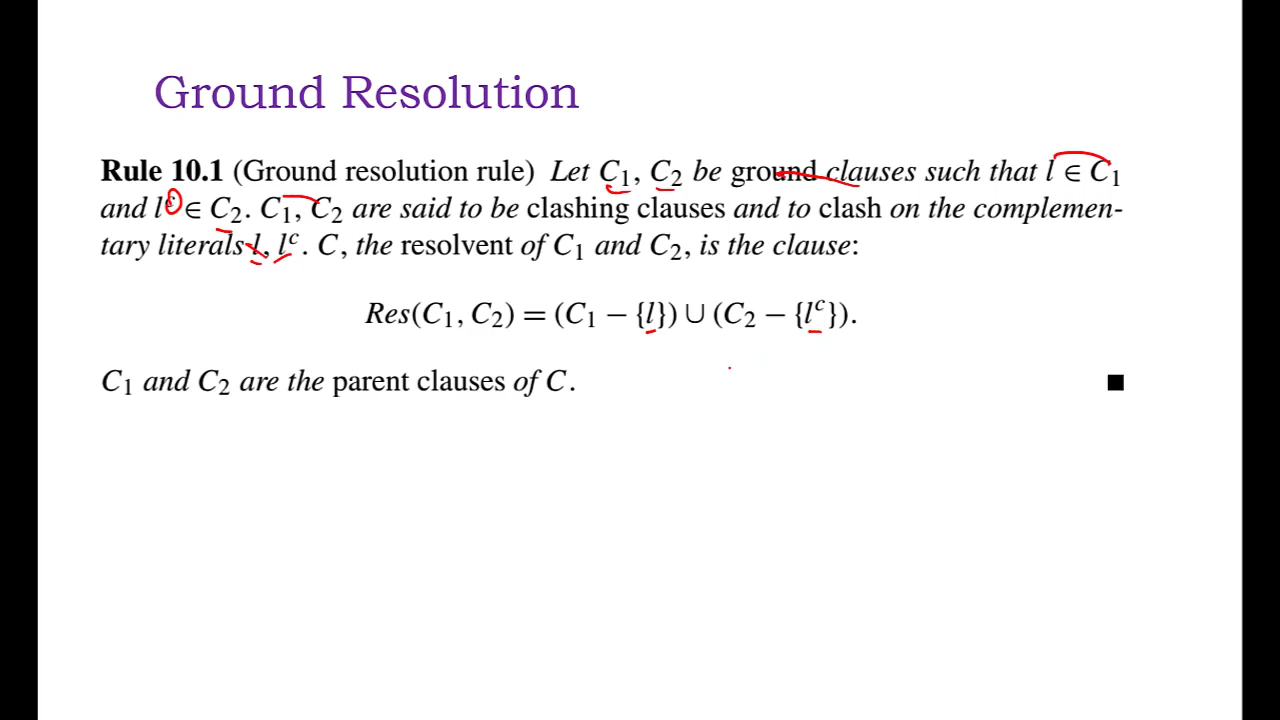 Ground Resolution
Rule 10.1 (Ground resolution rule) Let C₁, C₂ be ground clauses such that l ∈ C₁
and lᶜ ∈ C₂. C₁, C₂ are said to be clashing clauses and to clash on the complemen-
tary literals l, lᶜ. C, the resolvent of C₁ and C₂, is the clause:
Res(C₁, C₂) = (C₁ − {l}) ∪ (C₂ − {lᶜ}).
C₁ and C₂ are the parent clauses of C. ■